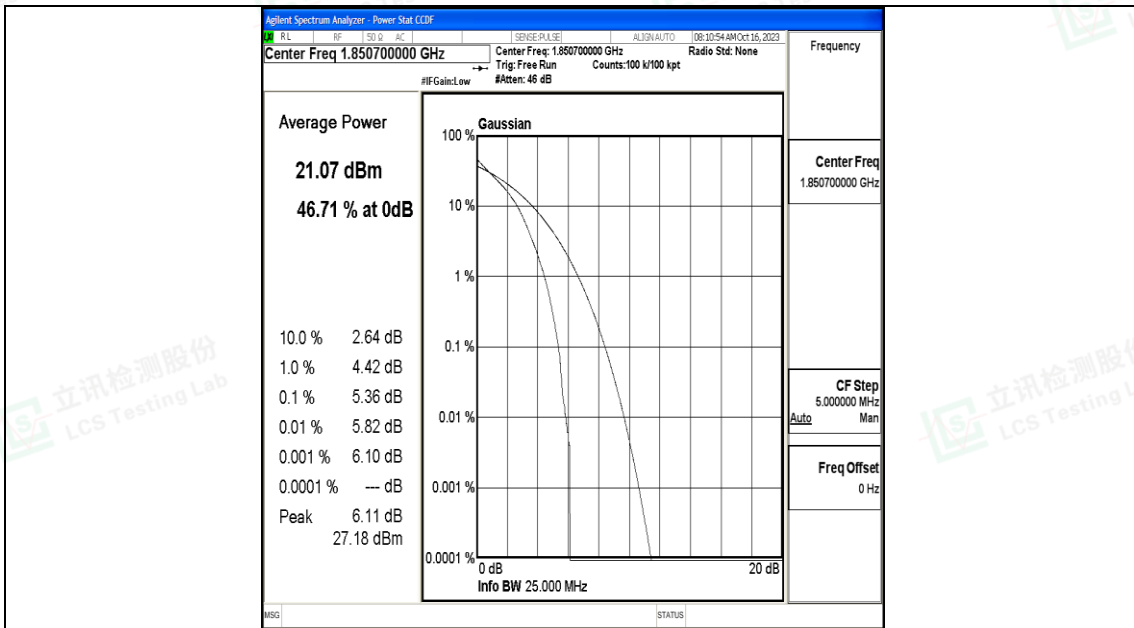 Agilent Spectrum Analyzer - Power Stat CCDF
RL RF 50 Ω AC SENSE:PULSE ALIGN AUTO 08:10:54 AM Oct 16, 2023
Center Freq 1.850700000 GHz
Center Freq: 1.850700000 GHz Radio Std: None
Trig: Free Run Counts:100 k/100 kpt
#IFGain:Low #Atten: 46 dB
Frequency
Average Power
21.07 dBm
46.71 % at 0dB
10.0 % 2.64 dB
1.0 % 4.42 dB
0.1 % 5.36 dB
0.01 % 5.82 dB
0.001 % 6.10 dB
0.0001 % --- dB
Peak 6.11 dB
27.18 dBm
Gaussian
100 %
10 %
1 %
0.1 %
0.01 %
0.001 %
0.0001 %
0 dB 20 dB
Info BW 25.000 MHz
Center Freq
1.850700000 GHz
CF Step
5.000000 MHz
Auto Man
Freq Offset
0 Hz
MSG STATUS
立讯检测股份
LCS Testing Lab
立讯检测股份
LCS Testing L